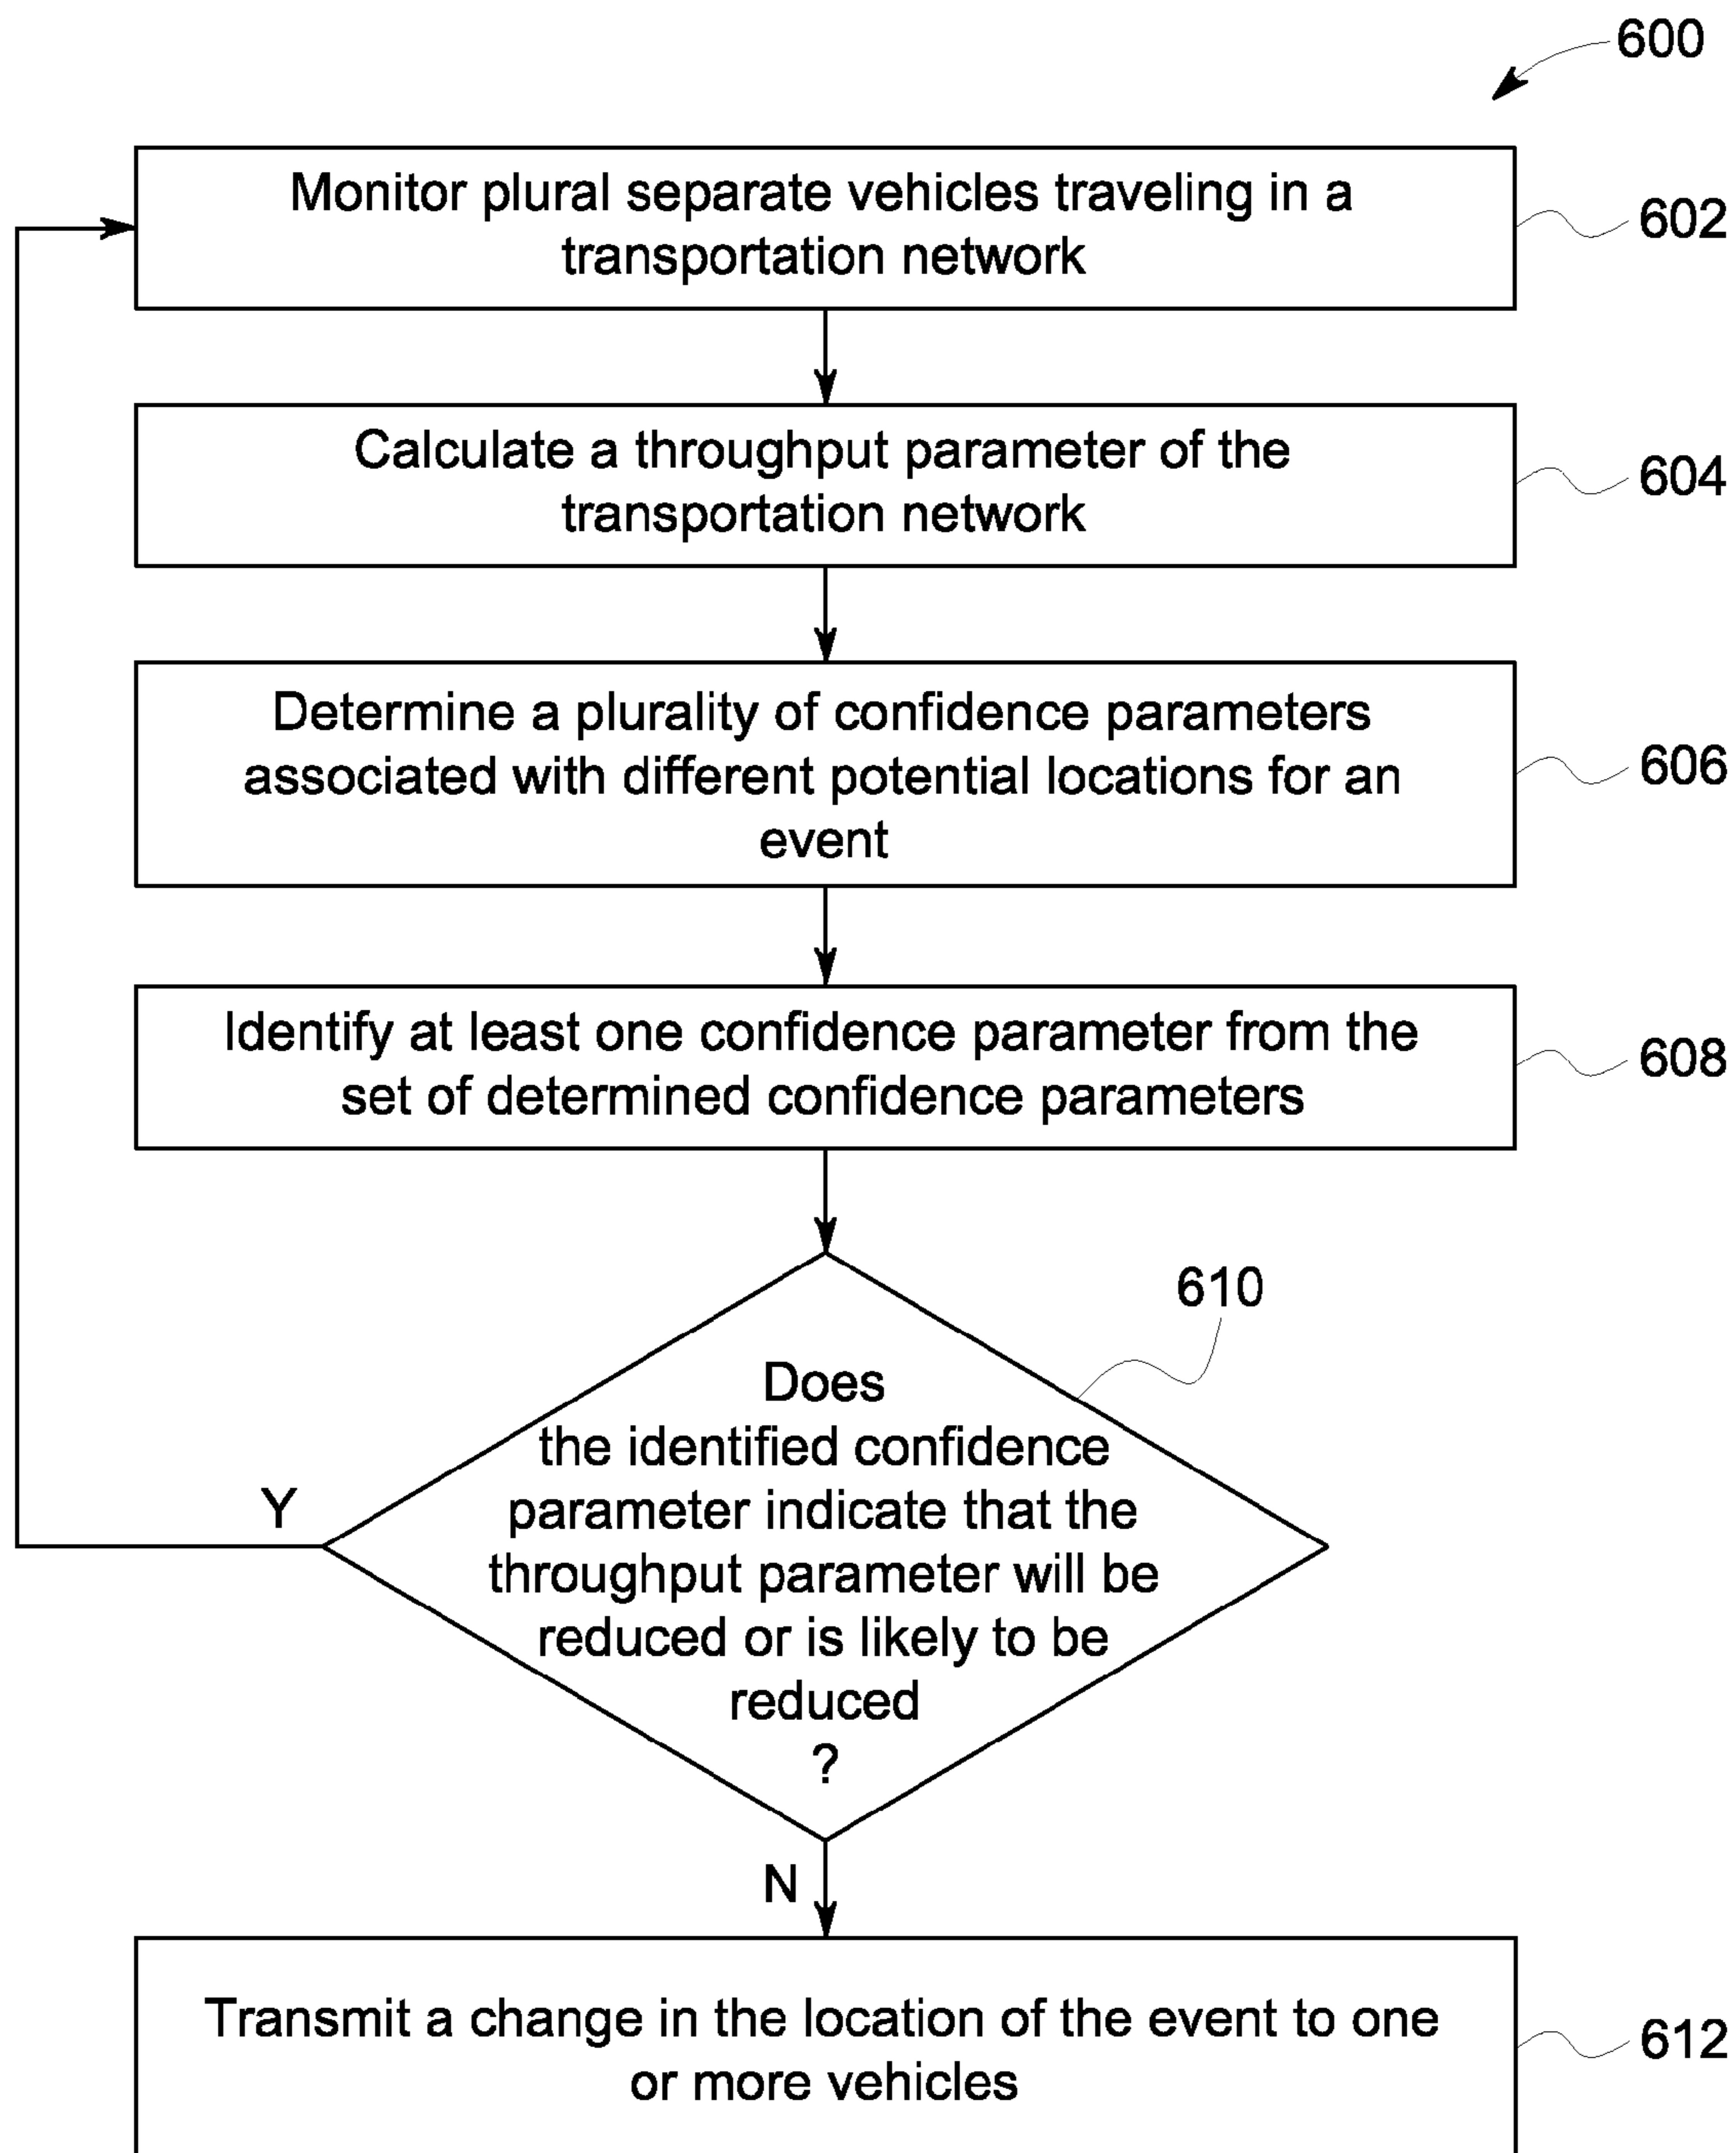 600
Monitor plural separate vehicles traveling in a
transportation network
602
Calculate a throughput parameter of the
transportation network
604
Determine a plurality of confidence parameters
associated with different potential locations for an
event
606
Identify at least one confidence parameter from the
set of determined confidence parameters
608
610
Does
the identified confidence
parameter indicate that the
throughput parameter will be
reduced or is likely to be
reduced
?
Y
N
Transmit a change in the location of the event to one
or more vehicles
612